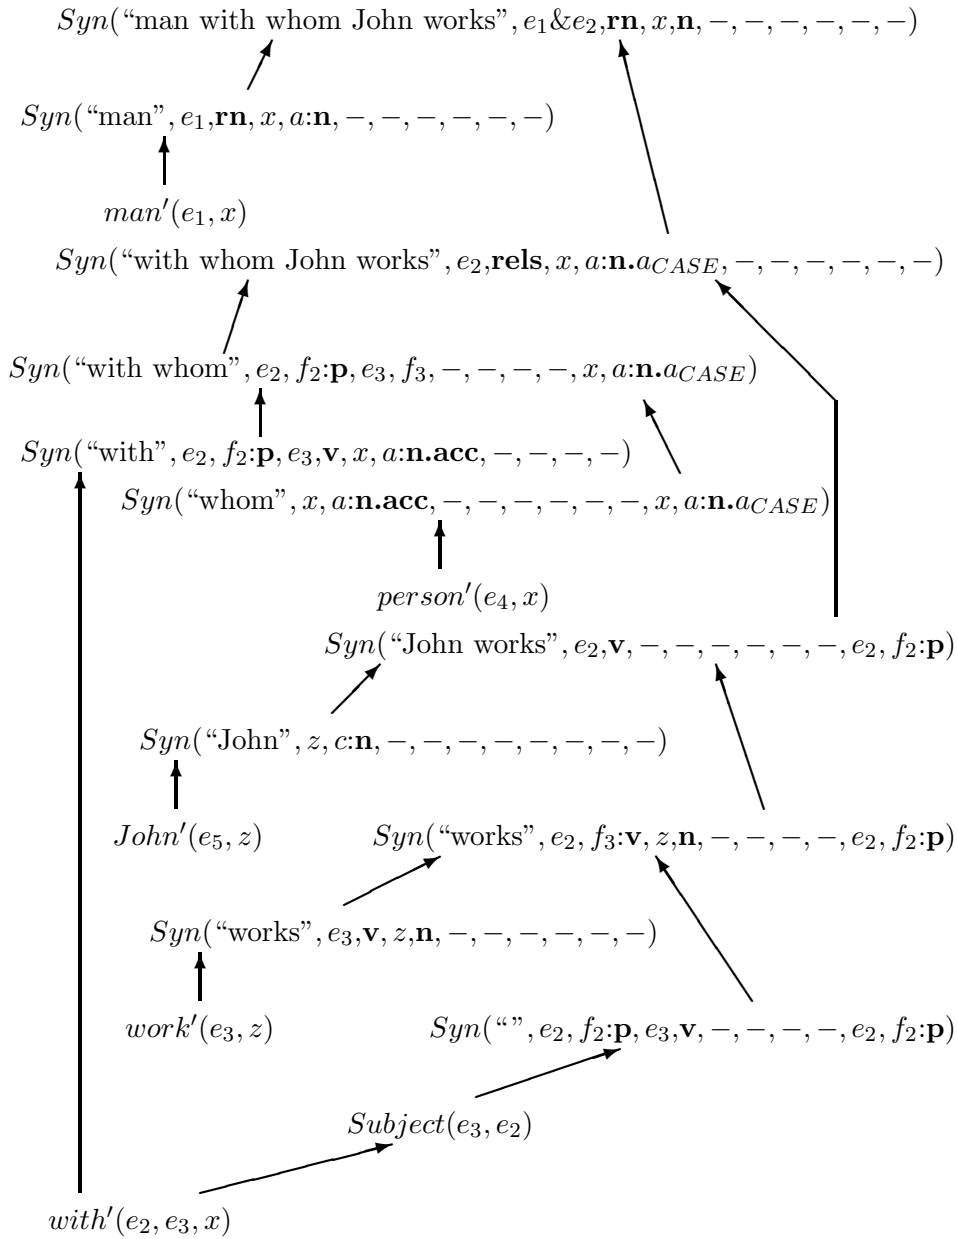 Syn(“man with whom John works”, e₁&e₂,rn, x,n, −, −, −, −, −, −)
Syn(“man”, e₁,rn, x, a:n, −, −, −, −, −, −)
man′(e₁, x)
Syn(“with whom John works”, e₂,rels, x, a:n.a_CASE, −, −, −, −, −, −)
Syn(“with whom”, e₂, f₂:p, e₃, f₃, −, −, −, −, x, a:n.a_CASE)
Syn(“with”, e₂, f₂:p, e₃,v, x, a:n.acc, −, −, −, −)
Syn(“whom”, x, a:n.acc, −, −, −, −, −, −, x, a:n.a_CASE)
person′(e₄, x)
Syn(“John works”, e₂,v, −, −, −, −, −, −, e₂, f₂:p)
Syn(“John”, z, c:n, −, −, −, −, −, −, −, −)
John′(e₅, z)
Syn(“works”, e₂, f₃:v, z,n, −, −, −, −, e₂, f₂:p)
Syn(“works”, e₃,v, z,n, −, −, −, −, −, −)
work′(e₃, z)
Syn(“ ”, e₂, f₂:p, e₃,v, −, −, −, −, e₂, f₂:p)
Subject(e₃, e₂)
with′(e₂, e₃, x)